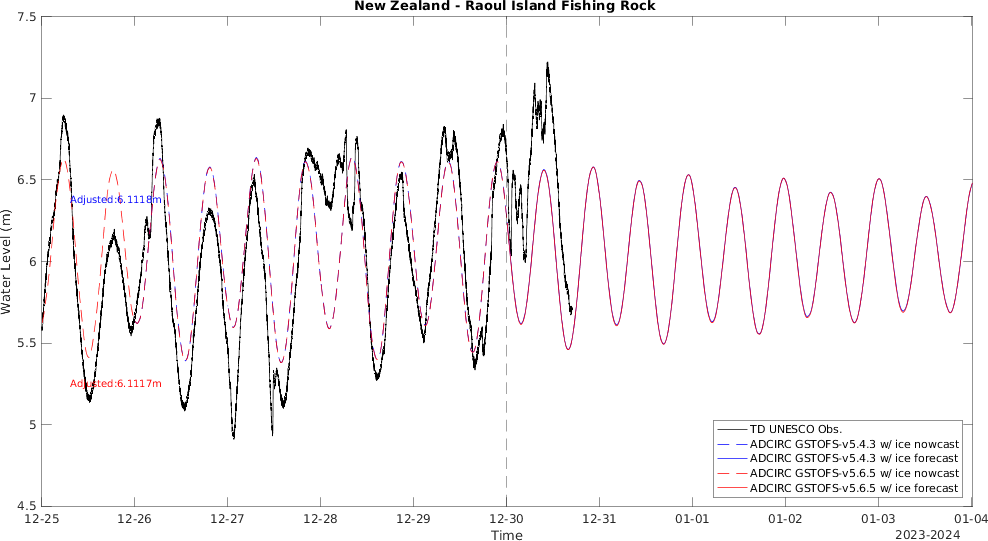 New Zealand - Raoul Island Fishing Rock
Water Level (m)
7.5
7
6.5
6
5.5
5
4.5
Adjusted:6.1118m
Adjusted:6.1117m
TD UNESCO Obs.
ADCIRC GSTOFS-v5.4.3 w/ ice nowcast
ADCIRC GSTOFS-v5.4.3 w/ ice forecast
ADCIRC GSTOFS-v5.6.5 w/ ice nowcast
ADCIRC GSTOFS-v5.6.5 w/ ice forecast
12-25 12-26 12-27 12-28 12-29 12-30 12-31 01-01 01-02 01-03 01-04
Time
2023-2024